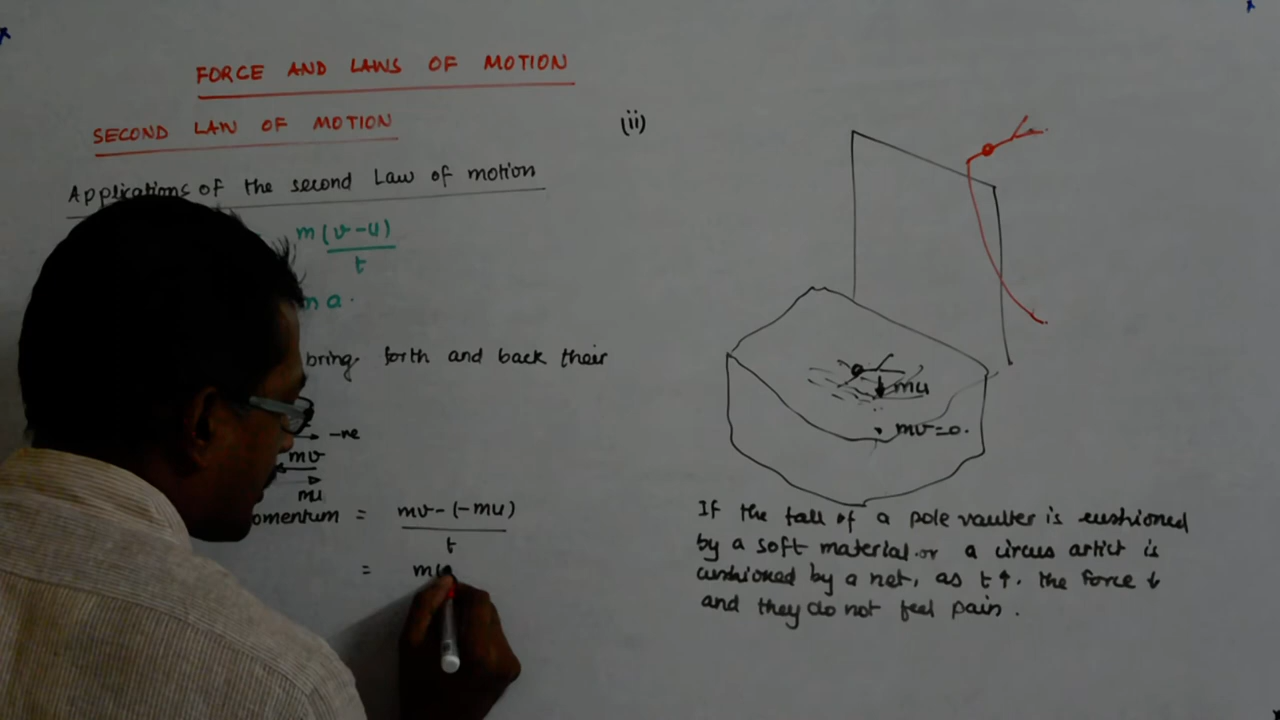 FORCE AND LAWS OF MOTION
SECOND LAW OF MOTION
Applications of the second Law of motion
m(v-u)
t
a.
bring forth and back their
-ve
mv
mu
omentum = mv-(-mu)
t
= m(
(ii)
mu
mv=0.
If the fall of a pole vaulter is cushioned
by a soft material or a circus artist is
cushioned by a net, as t↑. the force ↓
and they do not feel pain.